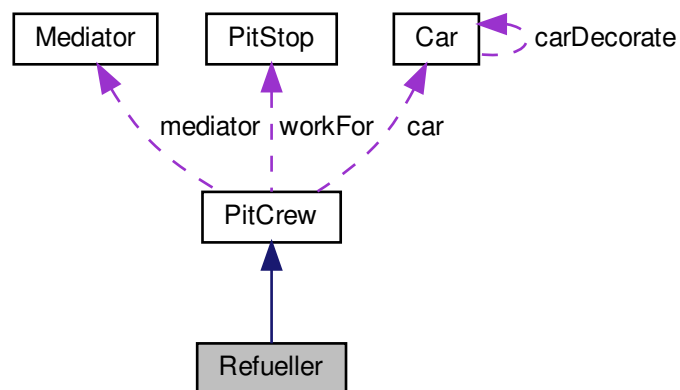 Mediator
PitStop
Car
carDecorate
mediator
workFor
car
PitCrew
Refueller